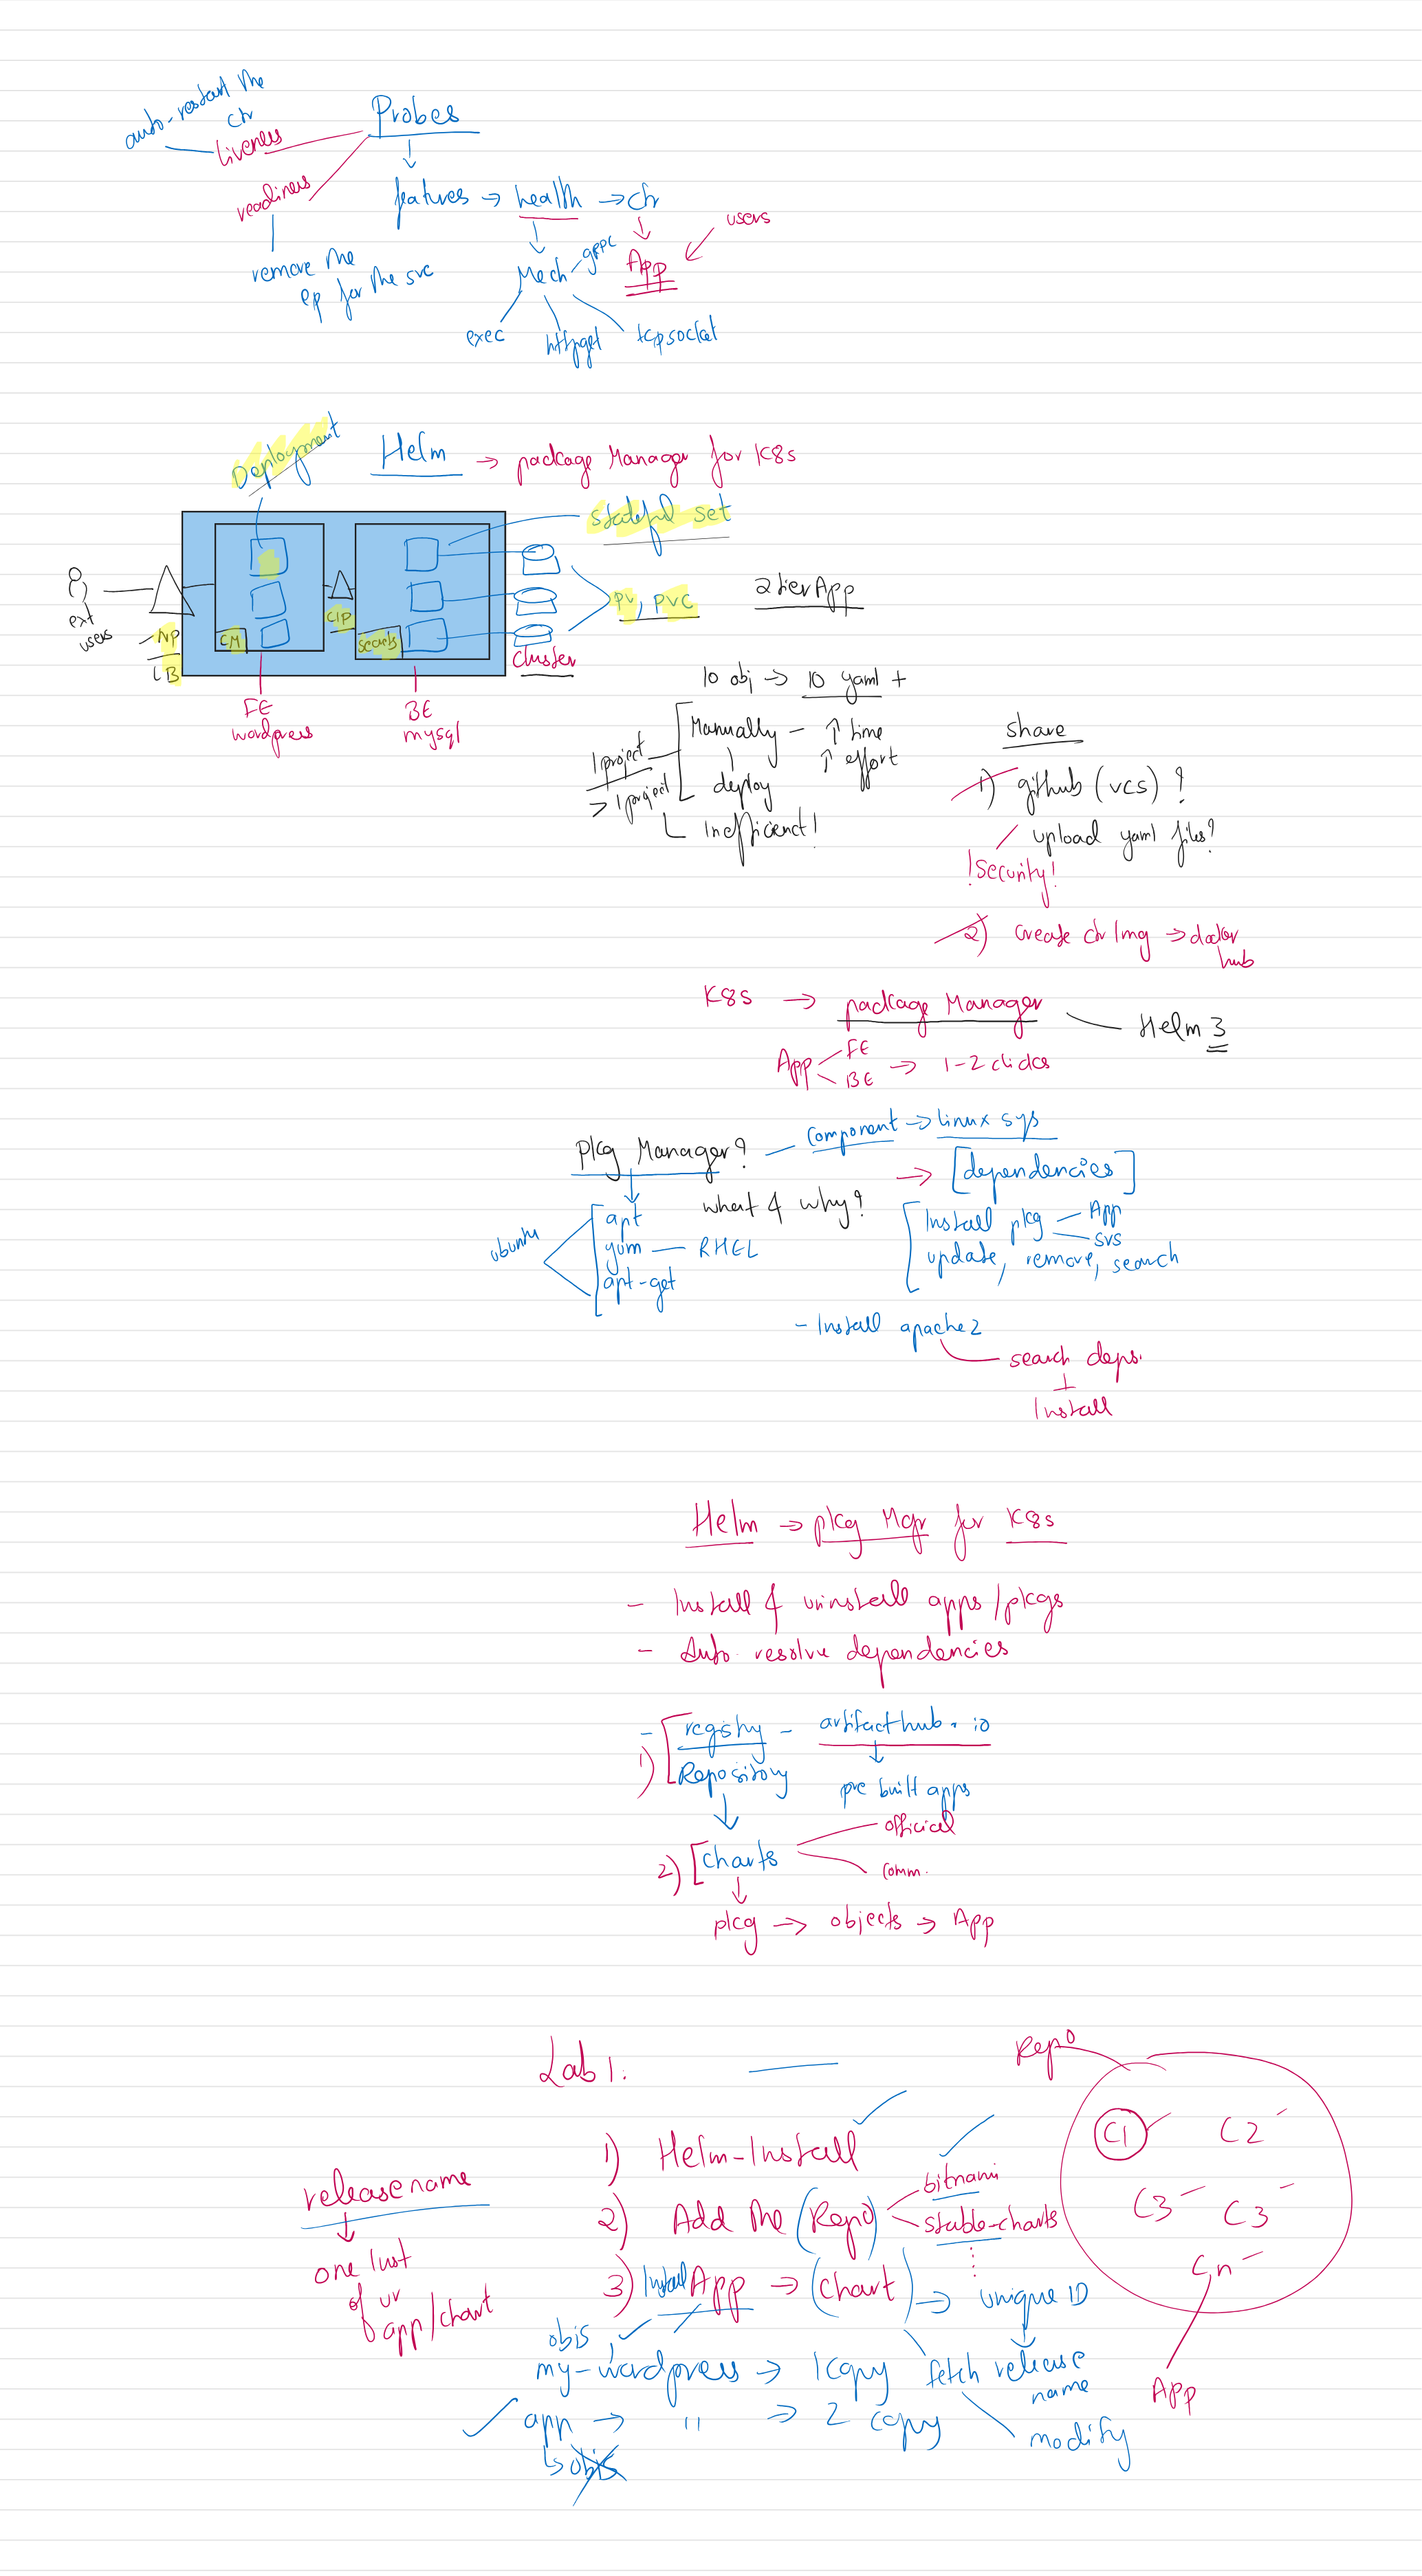 Probes
auto-restart the
ctr
liveness
readiness
remove the
ep for the svc
features → health → ctr
users
Mech
grpc
App
exec
httpget
tcpsocket
Deployment
Helm → package Manager for K8s
stateful set
ext
users
NP
LB
CM
CIP
secrets
PV, PVC
cluster
2 tier App
FE
wordpress
BE
mysql
10 obj → 10 yaml +
1 project
Manually - ↑ time
↑ effort
deploy
> 1 project
Inefficient!
share
1) github (vcs) ?
upload yaml files?
!Security!
2) create ctr Img → docker
hub
K8s → package Manager
Helm 3
App
FE
BE → 1-2 clicks
Pkg Manager?
component → linux sys
→ [dependencies]
what & why?
ubuntu
apt
yum - RHEL
apt-get
Install pkg
App
svs
update, remove, search
- Install apache2
search deps.
Install
Helm → pkg Mgr for K8s
- Install & uninstall apps/pkgs
- Auto resolve dependencies
- registry - artifacthub.io
1)
Repository
pre built apps
2) [charts
official
comm.
pkg → objects → App
Lab 1.
Repo
C1
C2
C3
C3
Cn
App
1) Helm-Install
2) Add the (Repo)
bitnami
stable-charts
3) Install App → (chart) → unique ID
release name
one Inst
of ur
app/chart
objs
my-wordpress → 1 copy
fetch
release
name
app → " → 2 copy
modify
↳ objs